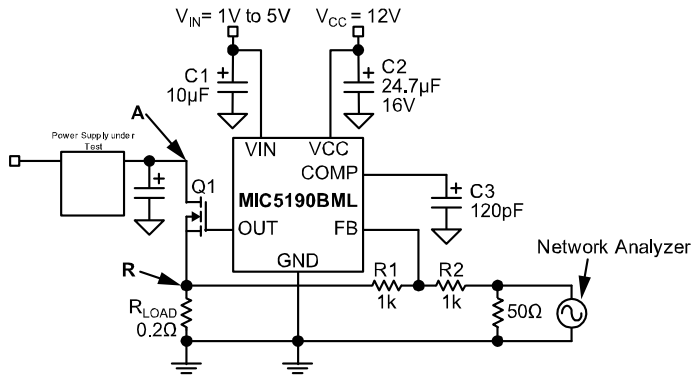 V_IN = 1V to 5V
V_CC = 12V
C1
10µF
C2
24.7µF
16V
A
Power Supply under
Test
VIN
VCC
COMP
Q1
MIC5190BML
C3
120pF
OUT
FB
GND
Network Analyzer
R
R1
1k
R2
1k
R_LOAD
0.2Ω
50Ω